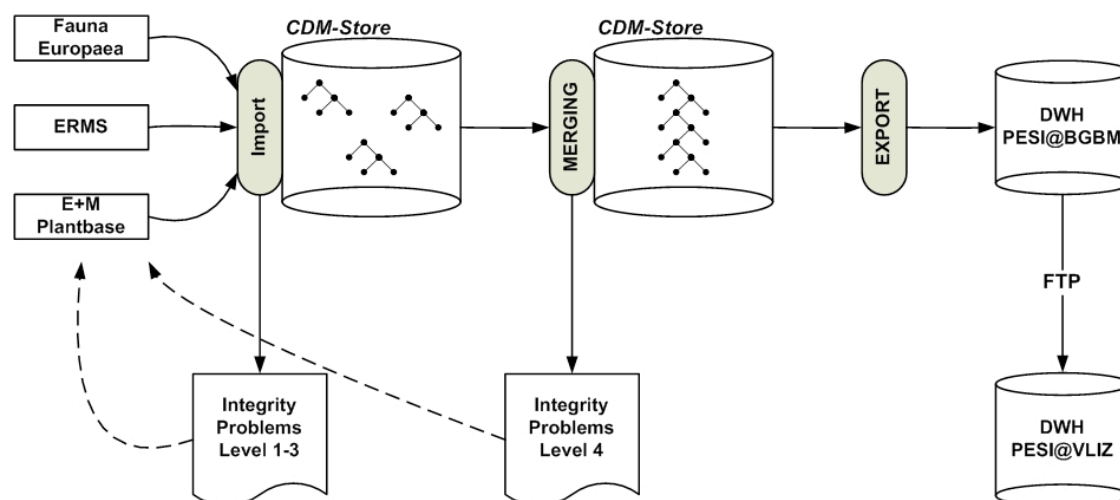 Fauna
Europaea
ERMS
E+M
Plantbase
Import
CDM-Store
MERGING
CDM-Store
EXPORT
DWH
PESI@BGBM
FTP
DWH
PESI@VLIZ
Integrity
Problems
Level 1-3
Integrity
Problems
Level 4